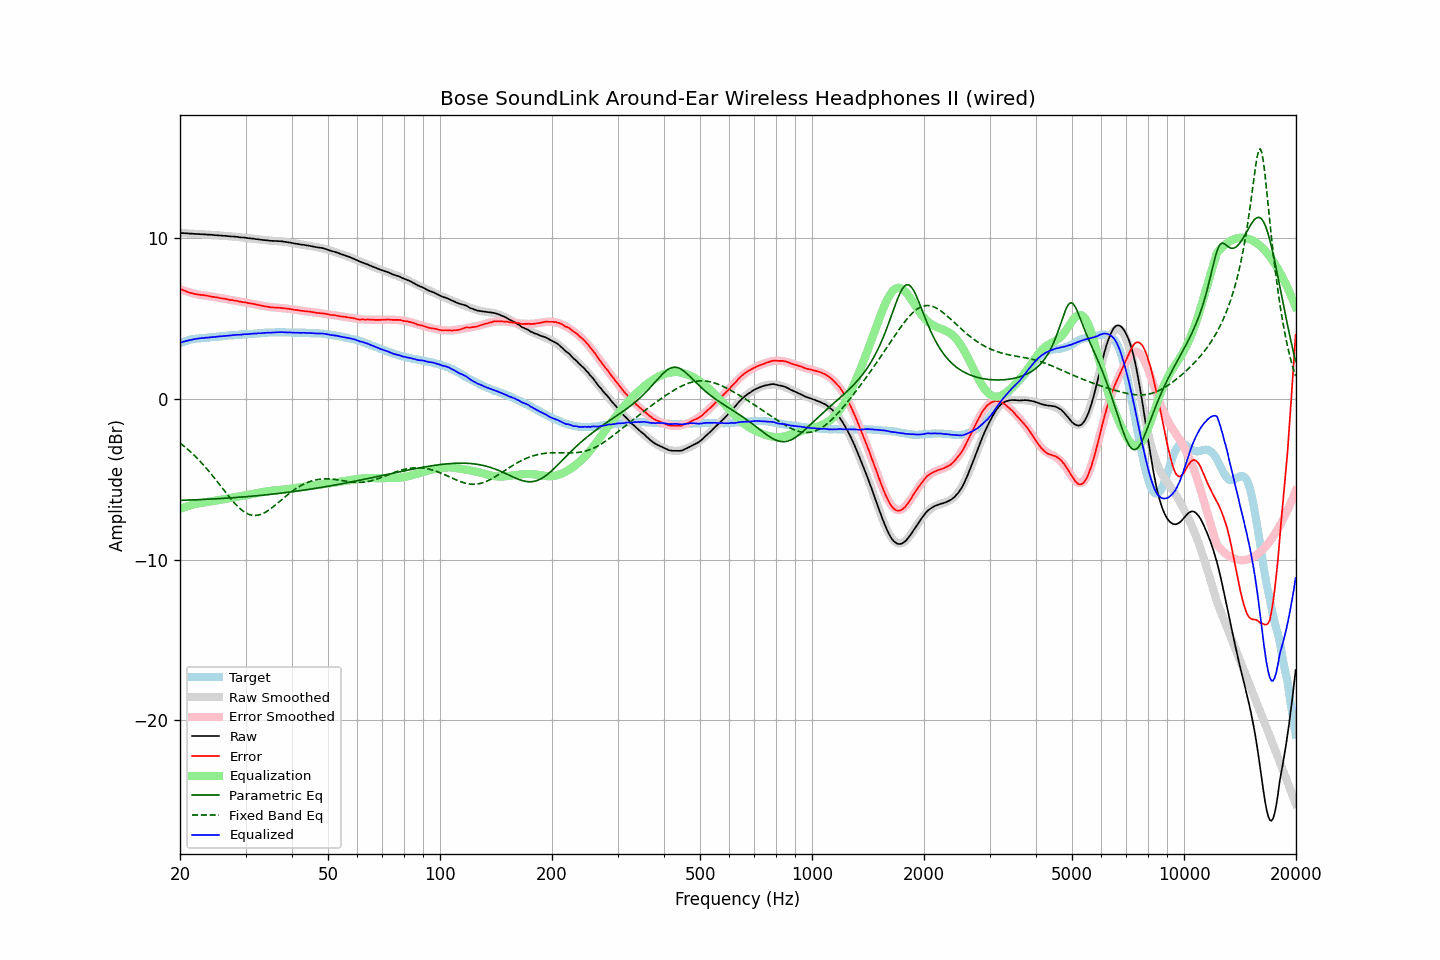 Bose SoundLink Around-Ear Wireless Headphones II (wired)
Amplitude (dBr)
10
0
−10
−20
Target
Raw Smoothed
Error Smoothed
Raw
Error
Equalization
Parametric Eq
Fixed Band Eq
Equalized
20 50 100 200 500 1000 2000 5000 10000 20000
Frequency (Hz)